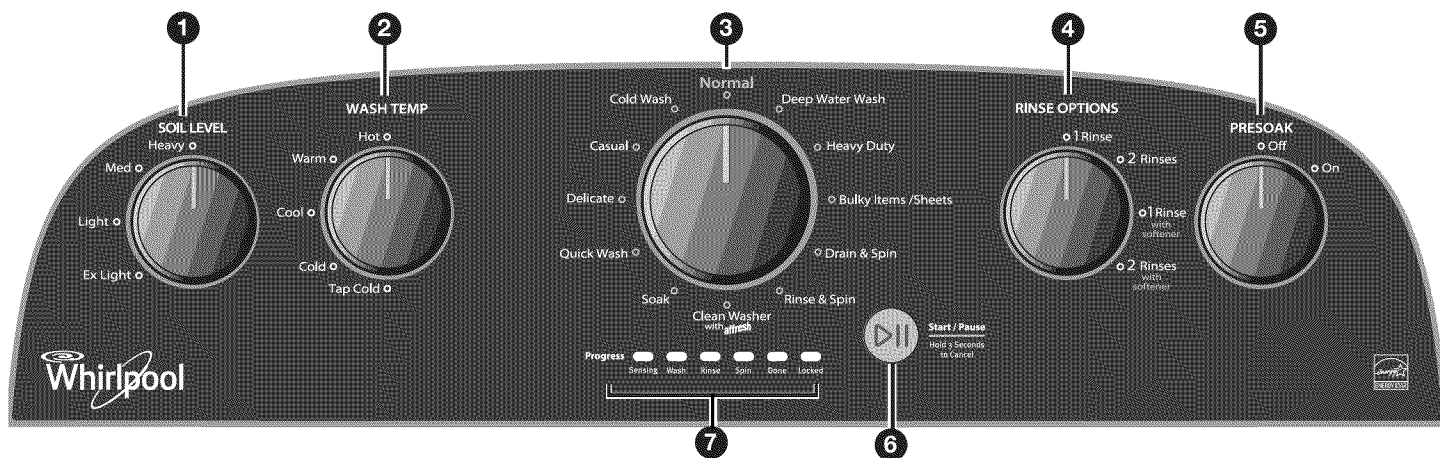 1
2
3
4
5
SOIL LEVEL
Heavy
Med
Light
Ex Light
WASH TEMP
Hot
Warm
Cool
Cold
Tap Cold
Normal
Deep Water Wash
Heavy Duty
Bulky Items /Sheets
Drain & Spin
Rinse & Spin
Clean Washer
with affresh
Soak
Quick Wash
Delicate
Casual
Cold Wash
RINSE OPTIONS
1 Rinse
2 Rinses
1 Rinse
with
softener
2 Rinses
with
softener
PRESOAK
Off
On
Start / Pause
Hold 3 Seconds
to Cancel
Progress
Sensing Wash Rinse Spin Done Locked
Whirlpool
energy
ENERGY STAR
7
6